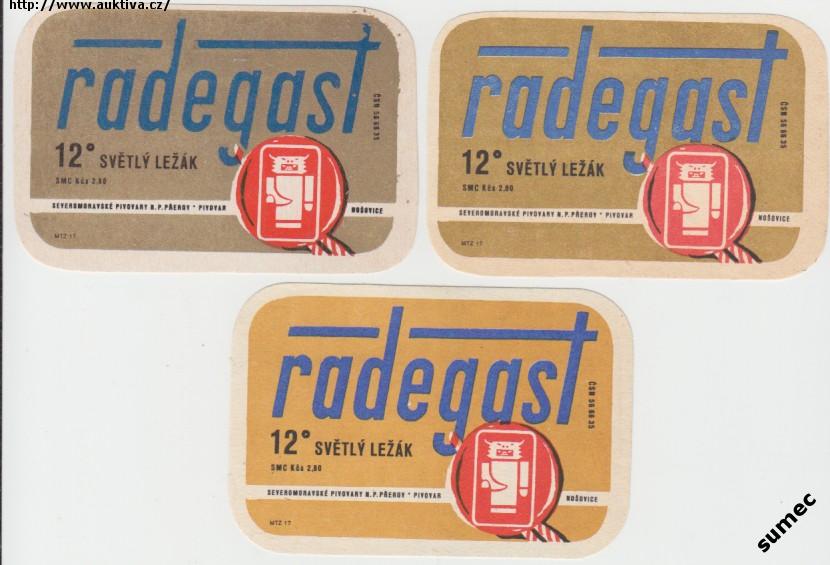 http://www.auktiva.cz/
radegast
12° SVĚTLÝ LEŽÁK
SMC Kčs 2,80
ČSN 56 66 35
SEVEROMORAVSKÉ PIVOVARY N.P. PŘEROV * PIVOVAR NOŠOVICE
MTZ 17
radegast
12° SVĚTLÝ LEŽÁK
SMC Kčs 2,80
ČSN 56 66 35
SEVEROMORAVSKÉ PIVOVARY N.P. PŘEROV * PIVOVAR NOŠOVICE
MTZ 17
radegast
12° SVĚTLÝ LEŽÁK
SMC Kčs 2,80
ČSN 56 66 35
SEVEROMORAVSKÉ PIVOVARY N.P. PŘEROV * PIVOVAR NOŠOVICE
MTZ 17
sumec